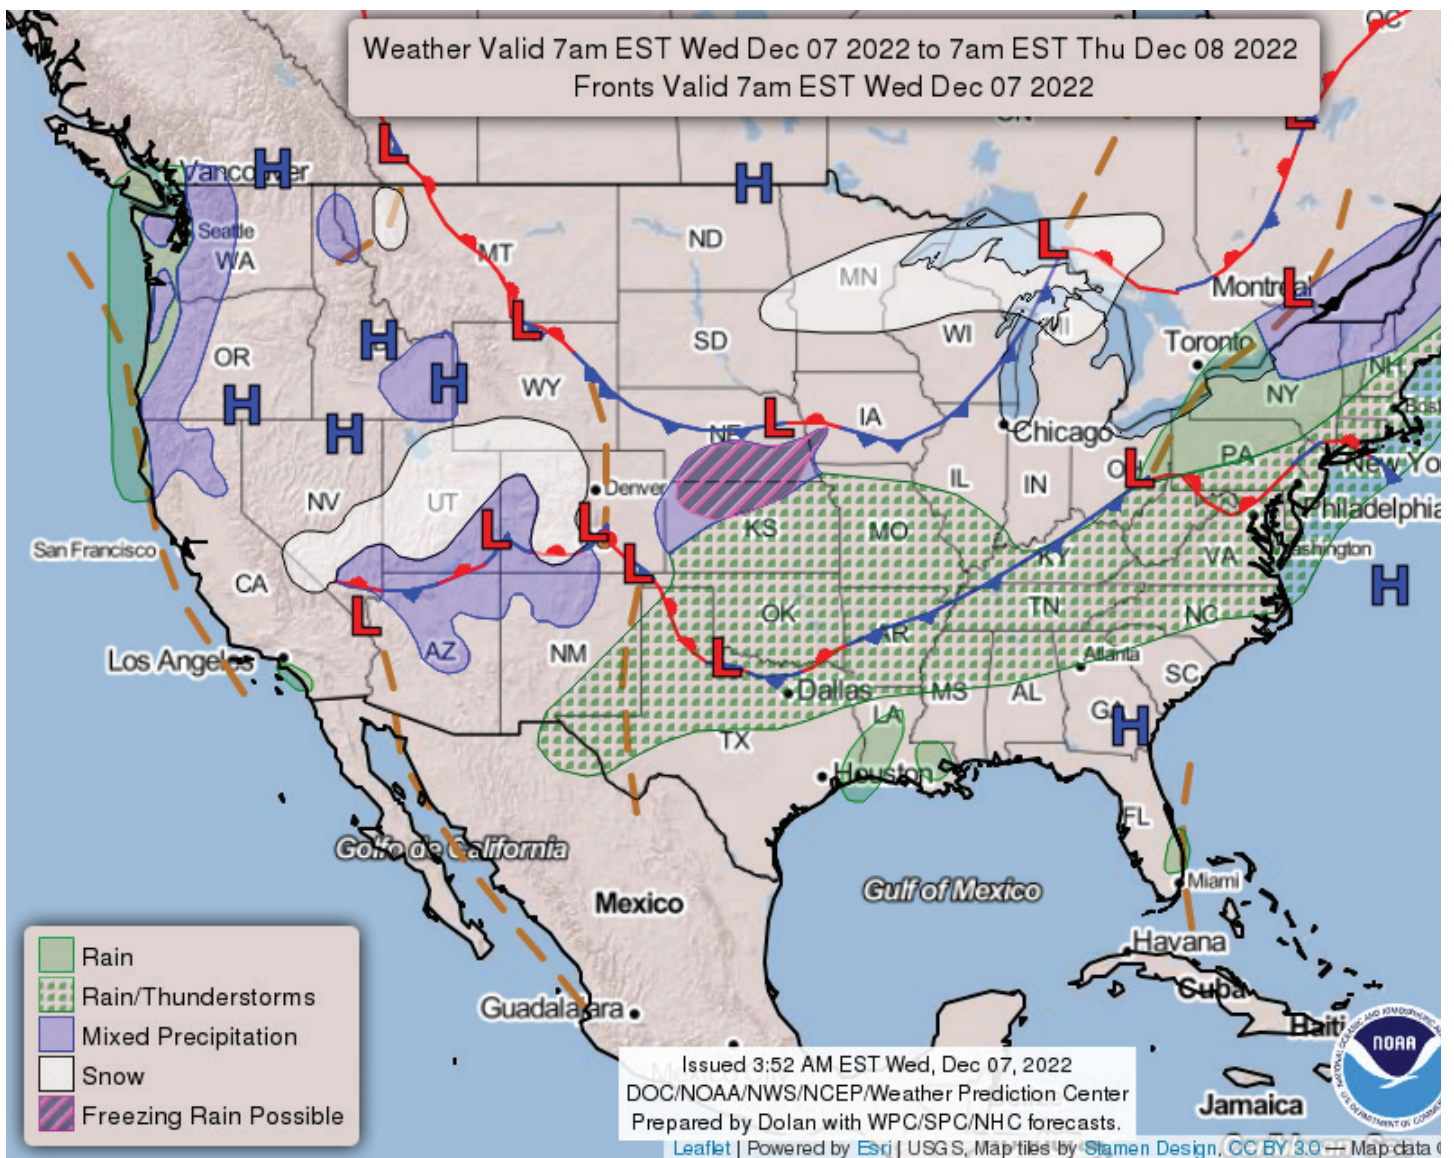 QC
Weather Valid 7am EST Wed Dec 07 2022 to 7am EST Thu Dec 08 2022
Fronts Valid 7am EST Wed Dec 07 2022
L
L
Vancouver
H
H
Seattle
WA
MT
ND
MN
L
Montreal
L
L
SD
WI
MI
Toronto
H
OR
WY
H
H
IA
NY
NH
Boston
L
NE
H
Chicago
PA
OH
L
New Yo
NV
UT
Denver
IL
IN
Philadelphia
KS
MO
L
L
San Francisco
KY
VA
Washington
CA
L
H
OK
TN
NC
L
AZ
NM
AR
Los Angeles
L
Atlanta
SC
Dallas
MS
AL
LA
GA
H
TX
Houston
FL
Golfo de California
Gulf of Mexico
Miami
Mexico
Havana
Cuba
Guadalajara
Haiti
NOAA
Jamaica
Rain
Rain/Thunderstorms
Mixed Precipitation
Snow
Freezing Rain Possible
Issued 3:52 AM EST Wed, Dec 07, 2022
DOC/NOAA/NWS/NCEP/Weather Prediction Center
Prepared by Dolan with WPC/SPC/NHC forecasts.
Leaflet | Powered by Esri | USGS, Map tiles by Stamen Design, CC BY 3.0 — Map data